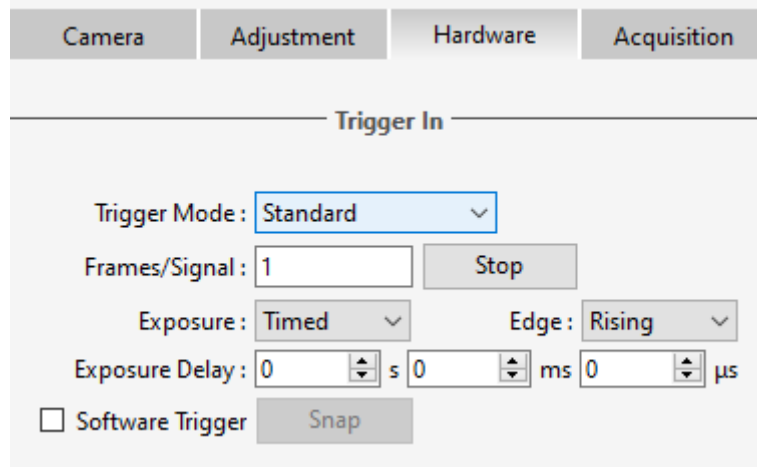 Camera Adjustment Hardware Acquisition
Trigger In
Trigger Mode : Standard
Frames/Signal : 1 Stop
Exposure : Timed Edge : Rising
Exposure Delay : 0 s 0 ms 0 µs
Software Trigger Snap